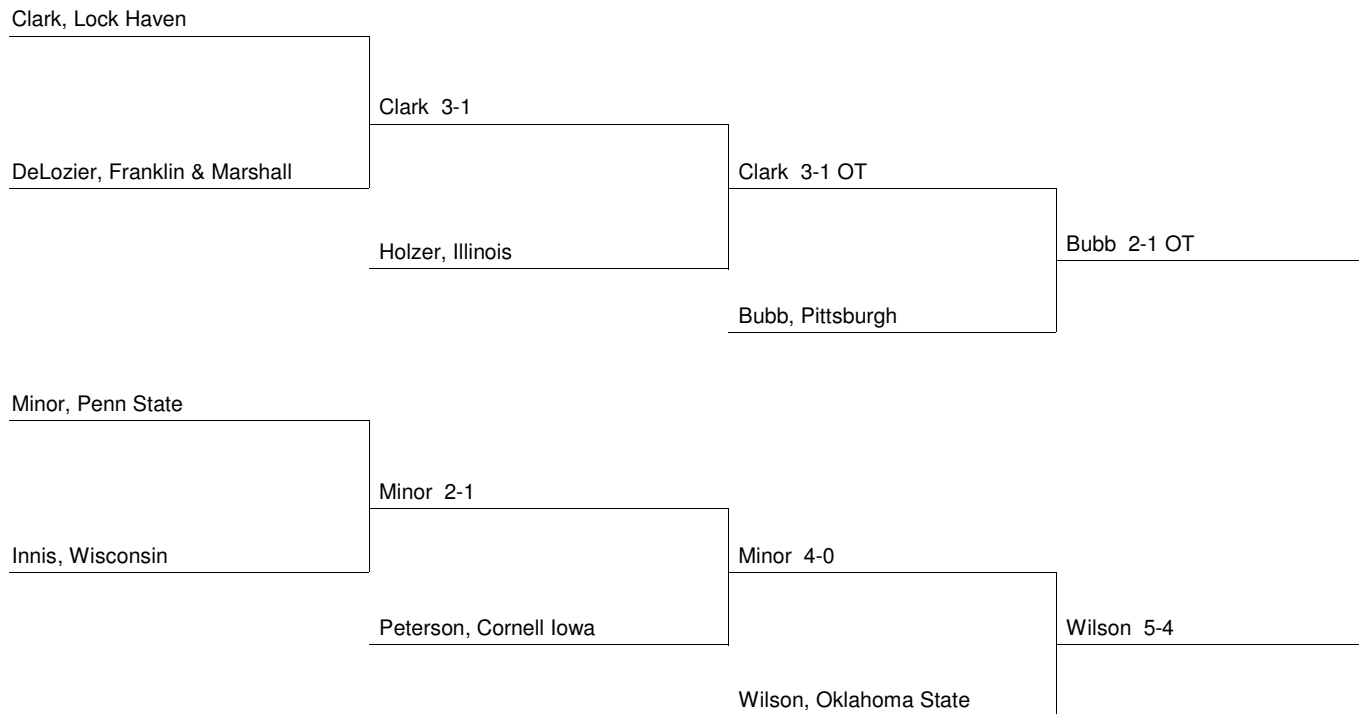 Clark, Lock Haven
Clark  3-1
DeLozier, Franklin & Marshall
Clark  3-1 OT
Holzer, Illinois
Bubb  2-1 OT
Bubb, Pittsburgh
Minor, Penn State
Minor  2-1
Innis, Wisconsin
Minor  4-0
Peterson, Cornell Iowa
Wilson  5-4
Wilson, Oklahoma State